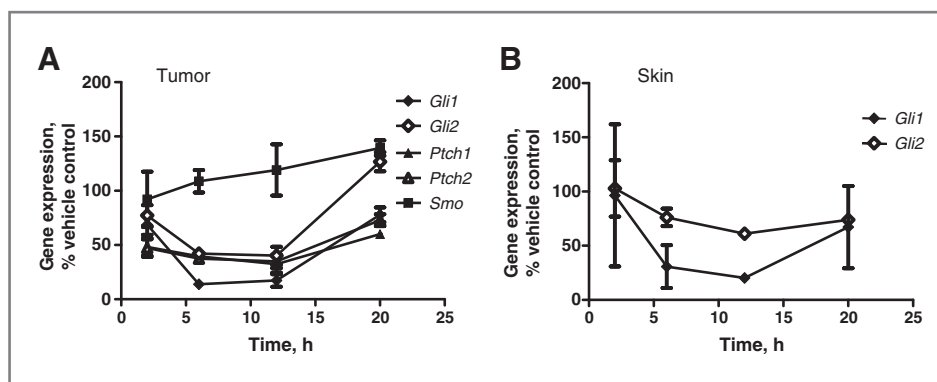 A
Tumor
Gene expression,
% vehicle control
200
150
100
50
0
0 5 10 15 20 25
Time, h
Gli1
Gli2
Ptch1
Ptch2
Smo
B
Skin
Gene expression,
% vehicle control
200
150
100
50
0
0 5 10 15 20 25
Time, h
Gli1
Gli2